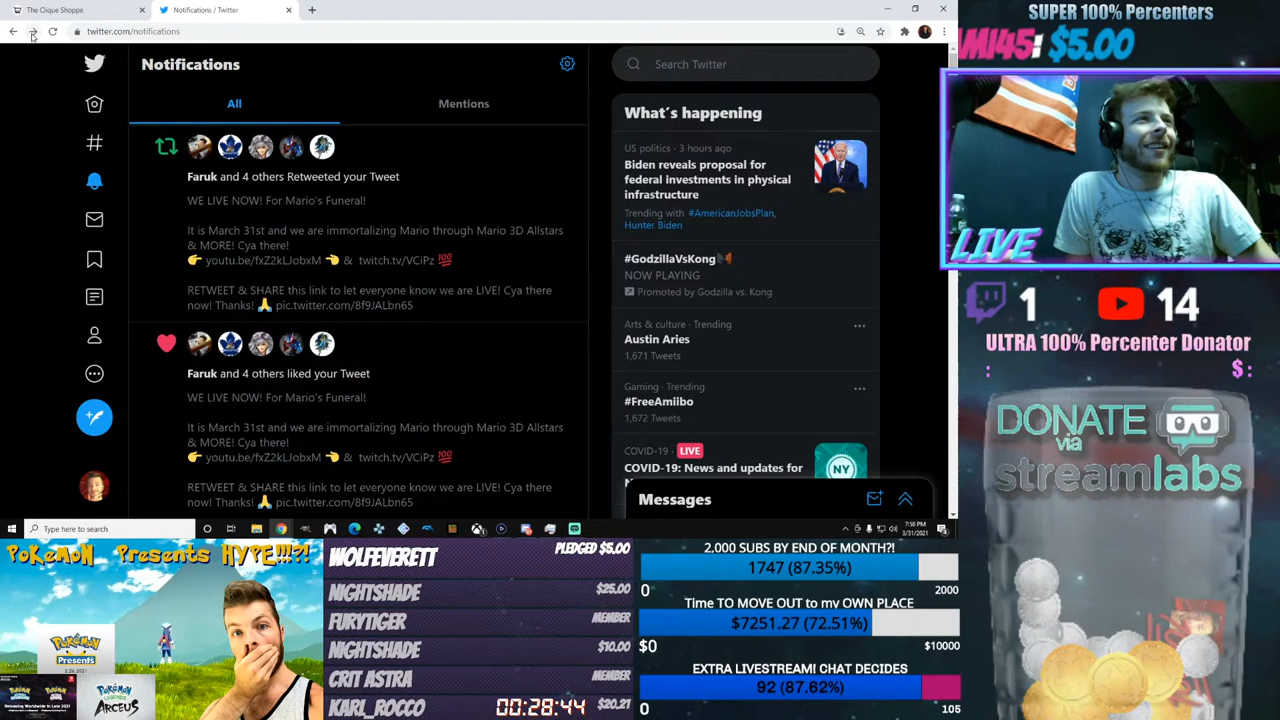 The Clique Shoppe
Notifications / Twitter
twitter.com/notifications
Notifications
All
Mentions
Faruk and 4 others Retweeted your Tweet
WE LIVE NOW! For Mario's Funeral!
It is March 31st and we are immortalizing Mario through Mario 3D Allstars
& MORE! Cya there!
👉 youtu.be/fxZ2kLJobxM 👈 & twitch.tv/VCiPz 💯
RETWEET & SHARE this link to let everyone know we are LIVE! Cya there
now! Thanks! 🙏 pic.twitter.com/8f9JALbn65
Faruk and 4 others liked your Tweet
WE LIVE NOW! For Mario's Funeral!
It is March 31st and we are immortalizing Mario through Mario 3D Allstars
& MORE! Cya there!
👉 youtu.be/fxZ2kLJobxM 👈 & twitch.tv/VCiPz 💯
RETWEET & SHARE this link to let everyone know we are LIVE! Cya there
now! Thanks! 🙏 pic.twitter.com/8f9JALbn65
Search Twitter
What's happening
US politics · 3 hours ago
Biden reveals proposal for
federal investments in physical
infrastructure
Trending with #AmericanJobsPlan,
Hunter Biden
#GodzillaVsKong
NOW PLAYING
Promoted by Godzilla vs. Kong
Arts & culture · Trending
Austin Aries
1,671 Tweets
Gaming · Trending
#FreeAmiibo
1,672 Tweets
COVID-19 · LIVE
COVID-19: News and updates for
NY
Messages
Type here to search
7:58 PM
3/31/2021
SUPER 100% Percenters
MI45: $5.00
LIVE
1
14
ULTRA 100% Percenter Donator
: $ :
DONATE
via
streamlabs
POKEMON Presents HYPE!!!?!
Pokémon
Presents
2.26.2021
Releasing Worldwide in Late 2021
POKÉMON
LEGENDS
ARCEUS
WOLFEVERETT PLEDGED $5.00
NIGHTSHADE $25.00
FURYTIGER MEMBER
NIGHTSHADE $10.00
CRIT ASTRA MEMBER
KARL_ROCCO $20.21
00:28:44
2,000 SUBS BY END OF MONTH?!
1747 (87.35%)
0 2000
Time TO MOVE OUT to my OWN PLACE
$7251.27 (72.51%)
$0 $10000
EXTRA LIVESTREAM! CHAT DECIDES
92 (87.62%)
0 105